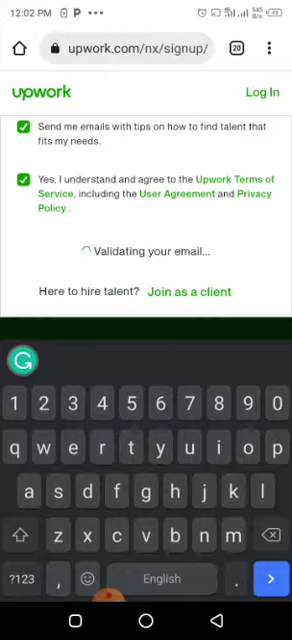 12:02 PM
545
B/s
49
upwork.com/nx/signup/
20
upwork
Log In
Send me emails with tips on how to find talent that
fits my needs.
Yes, I understand and agree to the Upwork Terms of
Service, including the User Agreement and Privacy
Policy .
Validating your email...
Here to hire talent? Join as a client
1 2 3 4 5 6 7 8 9 0
q w e r t y u i o p
a s d f g h j k l
z x c v b n m
?123 , English .